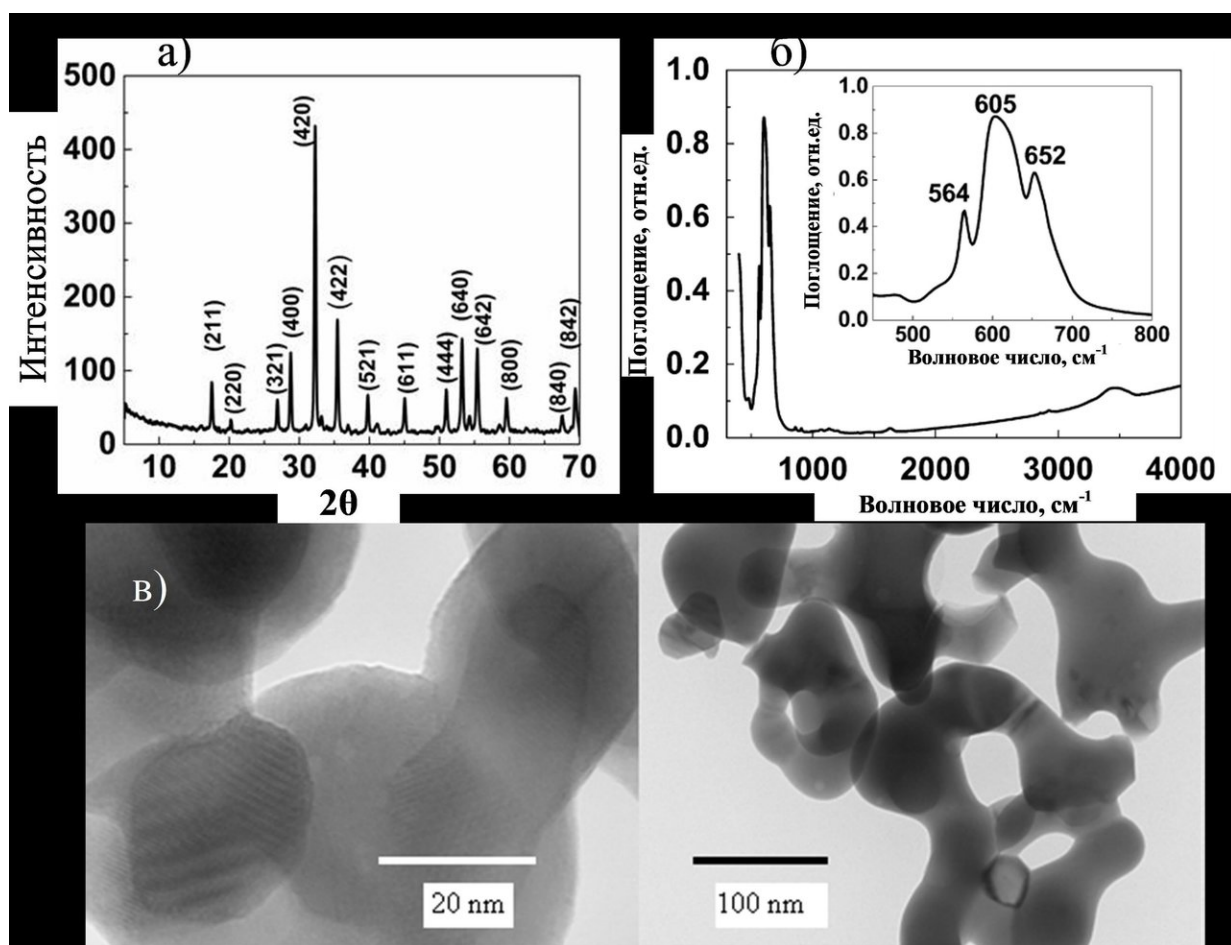 а)
500
400
300
200
100
0
Интенсивность
(211)
(220)
(321)
(400)
(420)
(422)
(521)
(611)
(444)
(640)
(642)
(800)
(840)
(842)
10 20 30 40 50 60 70
2θ
б)
1.0
0.8
0.6
0.4
0.2
0.0
Поглощение, отн.ед.
1000 2000 3000 4000
Волновое число, см⁻¹
1.0
0.8
0.6
0.4
0.2
0.0
Поглощение, отн.ед.
564
605
652
500 600 700 800
Волновое число, см⁻¹
в)
20 nm
100 nm